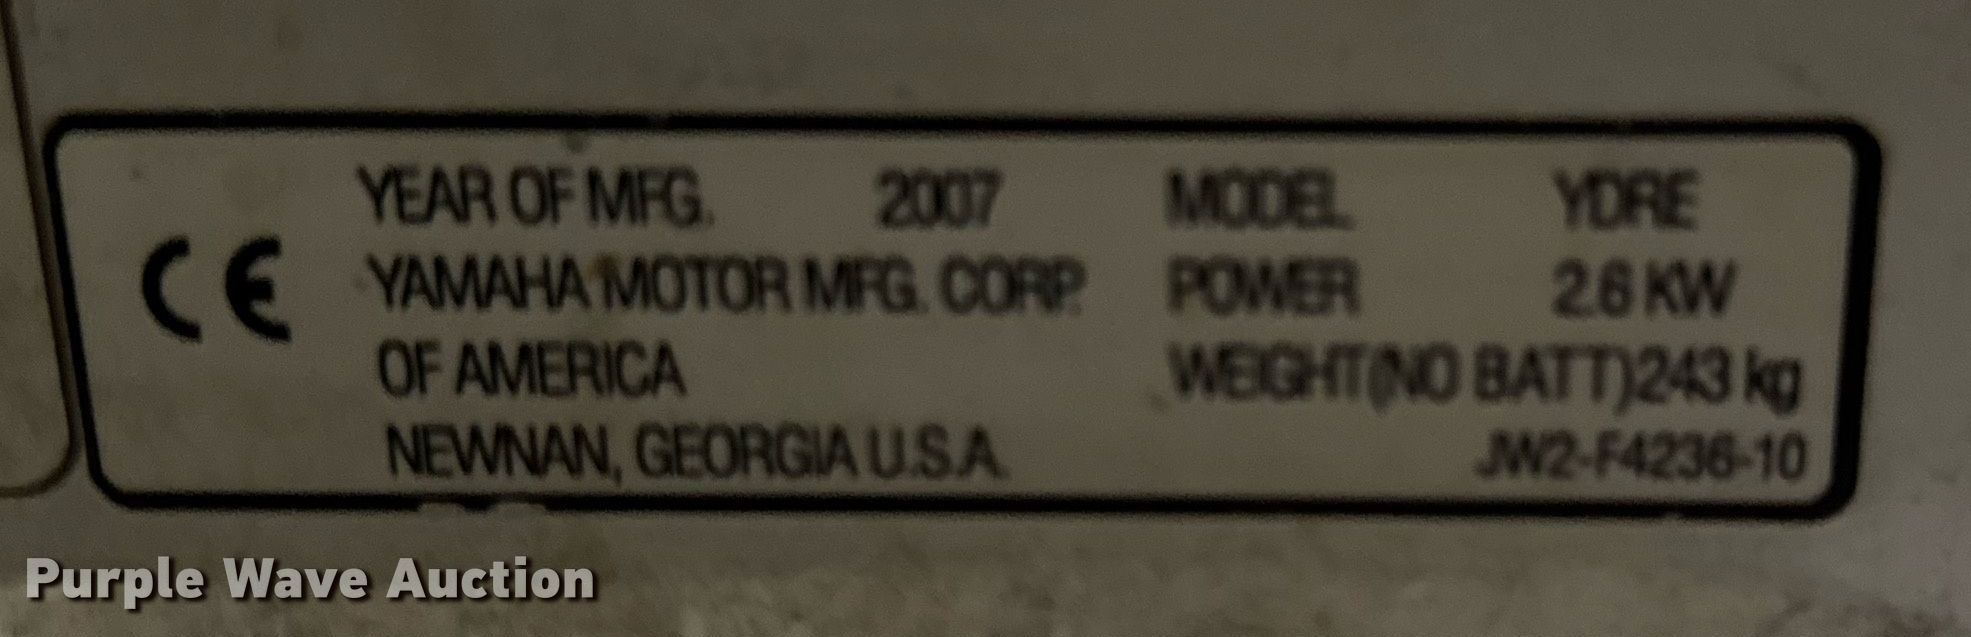 CE
YEAR OF MFG. 2007 MODEL YDRE
YAMAHA MOTOR MFG. CORP. POWER 2.6 KW
OF AMERICA WEIGHT(NO BATT)243 kg
NEWNAN, GEORGIA U.S.A. JW2-F4236-10
Purple Wave Auction